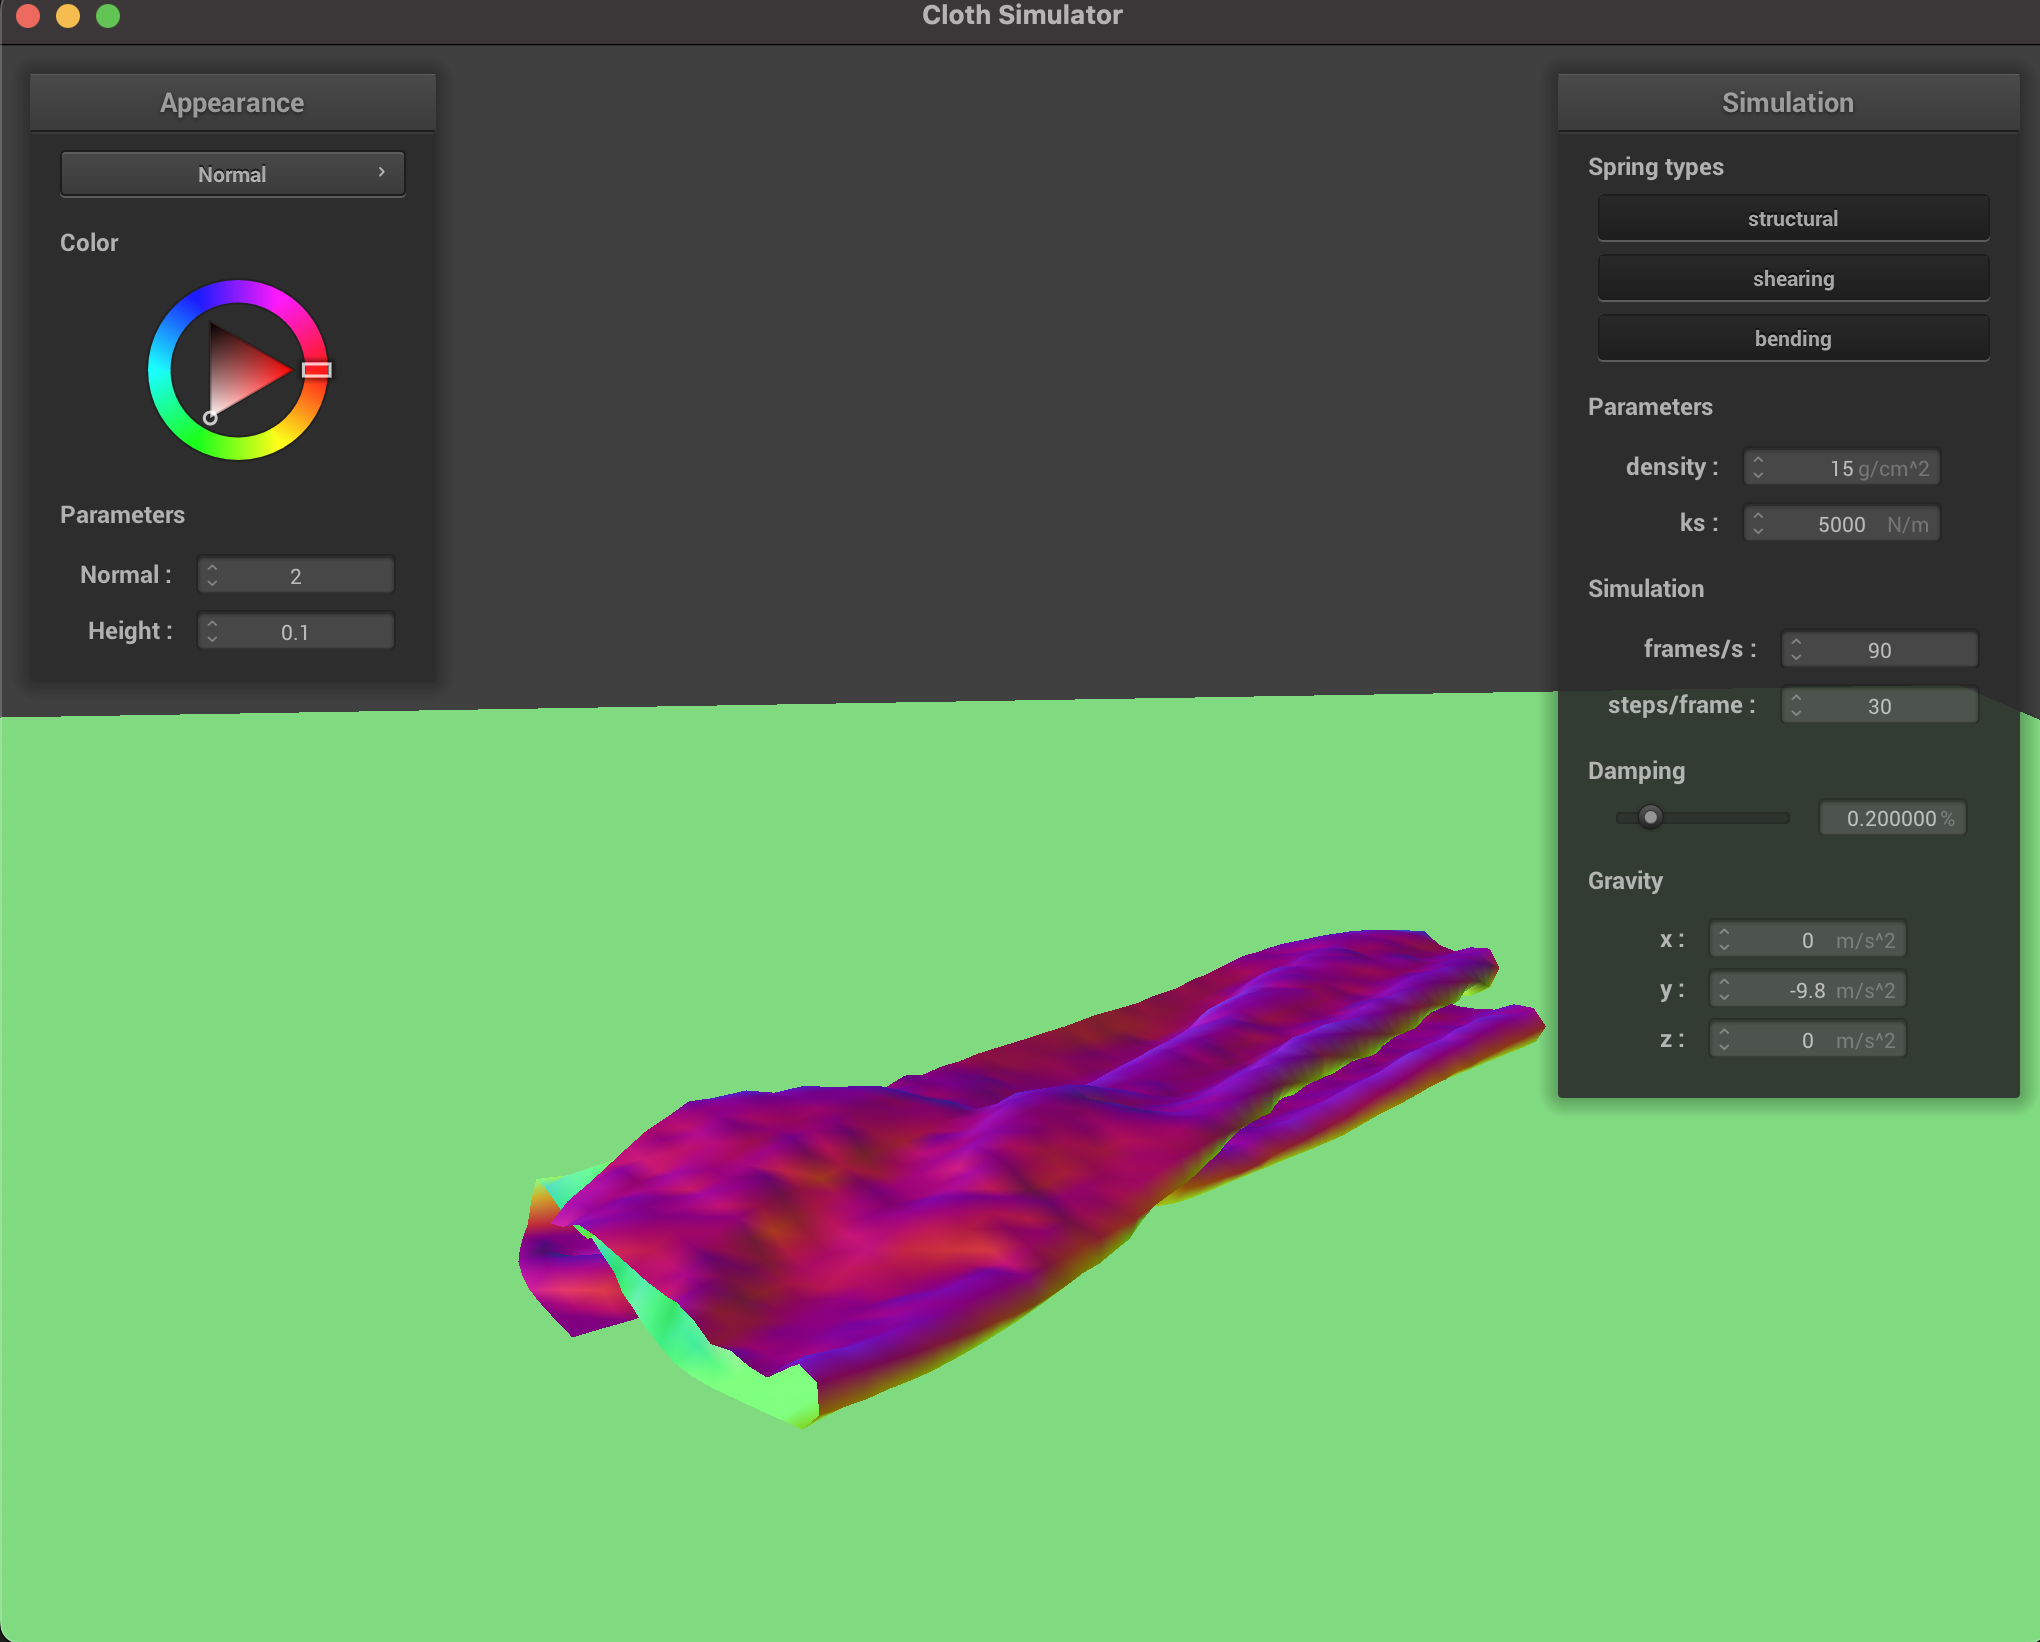 Cloth Simulator
Appearance
Normal
Color
Parameters
Normal : 2
Height : 0.1
Simulation
Spring types
structural
shearing
bending
Parameters
density : 15 g/cm^2
ks : 5000 N/m
Simulation
frames/s : 90
steps/frame : 30
Damping
0.200000 %
Gravity
x : 0 m/s^2
y : -9.8 m/s^2
z : 0 m/s^2